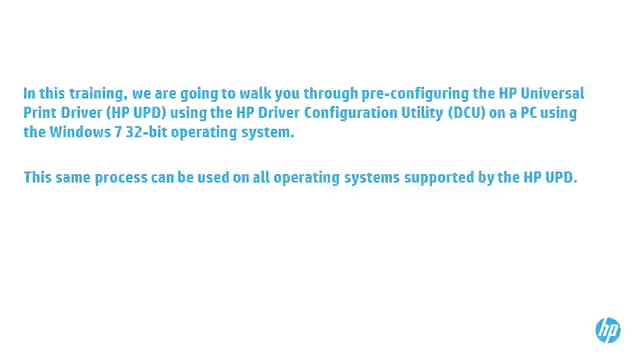 In this training, we are going to walk you through pre-configuring the HP Universal
Print Driver (HP UPD) using the HP Driver Configuration Utility (DCU) on a PC using
the Windows 7 32-bit operating system.
This same process can be used on all operating systems supported by the HP UPD.
hp